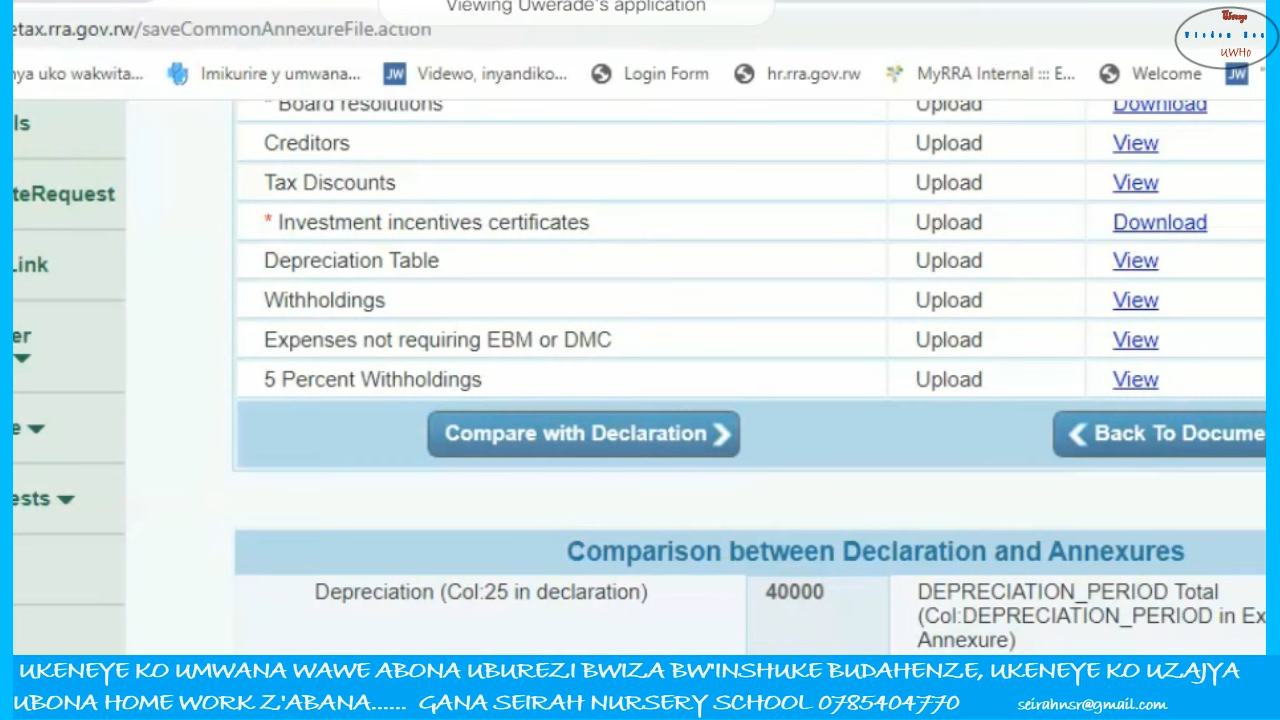 Viewing Uwerade's application
etax.rra.gov.rw/saveCommonAnnexureFile.action
nya uko wakwita... Imikurire y umwana... JW Videwo, inyandiko... Login Form hr.rra.gov.rw MyRRA Internal ::: E... Welcome JW
UWHo
* Board resolutions Upload Download
ls
Creditors Upload View
Tax Discounts Upload View
teRequest
* Investment incentives certificates Upload Download
Depreciation Table Upload View
Link
Withholdings Upload View
er
Expenses not requiring EBM or DMC Upload View
5 Percent Withholdings Upload View
e
Compare with Declaration Back To Docume
ests
Comparison between Declaration and Annexures
Depreciation (Col:25 in declaration) 40000 DEPRECIATION_PERIOD Total
(Col:DEPRECIATION_PERIOD in Ex
Annexure)
UKENEYE KO UMWANA WAWE ABONA UBUREZI BWIZA BW"INSHUKE BUDAHENZE, UKENEYE KO UZAJYA
UBONA HOME WORK Z'ABANA...... GANA SEIRAH NURSERY SCHOOL 0785404770 seirahnsr@gmail.com